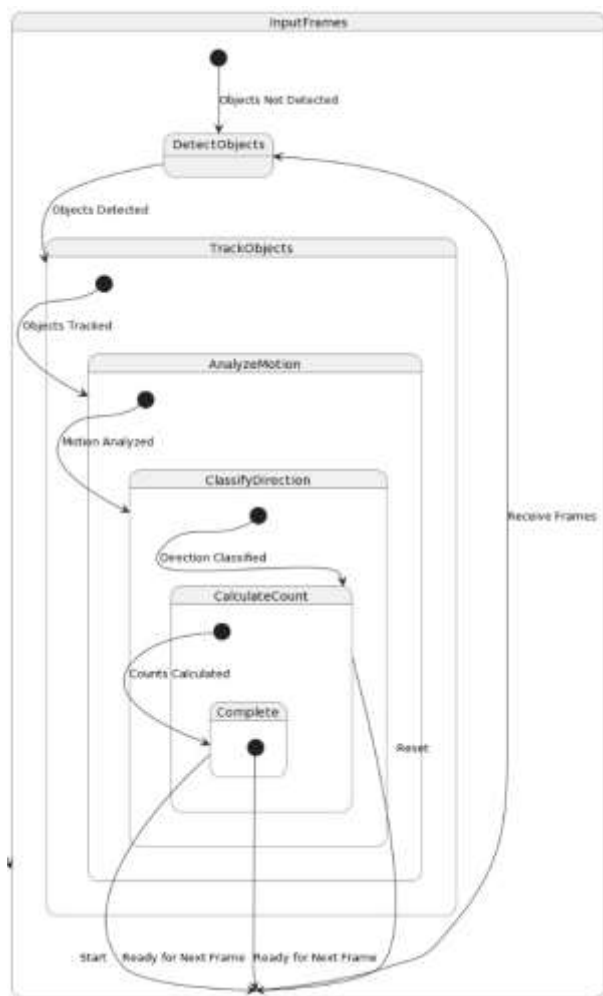 InputFrames
Objects Not Detected
DetectObjects
Objects Detected
TrackObjects
Objects Tracked
AnalyzeMotion
Motion Analyzed
ClassifyDirection
Receive Frames
Direction Classified
CalculateCount
Counts Calculated
Complete
Reset
Start
Ready for Next Frame
Ready for Next Frame